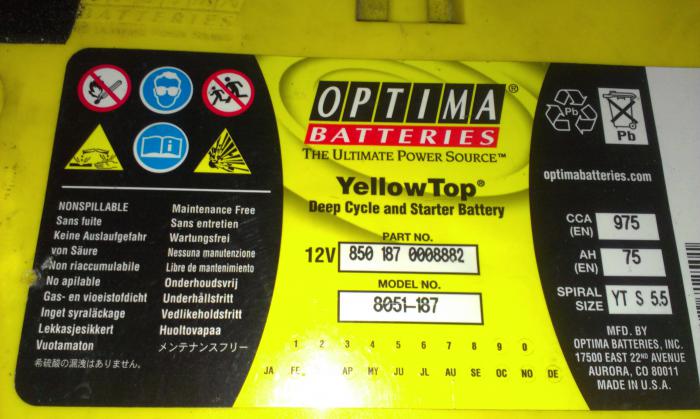 OPTIMA®
BATTERIES
THE ULTIMATE POWER SOURCE™
YellowTop®
Deep Cycle and Starter Battery
PART NO.
12V 850 187 0008882
MODEL NO.
8051-187
1 2 3 4 5 6 7 8 9 0
JA FE AP MY JU JL AU SE OC NO DE
NONSPILLABLE
Sans fuite
Keine Auslaufgefahr
von Säure
Non riaccumulabile
No apilable
Gas- en vloeistofdicht
Inget syraläckage
Lekkasjesikkert
Vuotamaton
希硫酸の漏洩はありません。
Maintenance Free
Sans entretien
Wartungsfrei
Nessuna manutenzione
Libre de mantenimiento
Onderhoudsvrij
Underhållsfritt
Vedlikeholdsfritt
Huoltovapaa
メンテナンスフリー
Pb
Pb
optimabatteries.com
CCA
(EN) 975
AH
(EN) 75
SPIRAL
SIZE YT S 5.5
MFD. BY
OPTIMA BATTERIES, INC.
17500 EAST 22ND AVENUE
AURORA, CO 80011
MADE IN U.S.A.